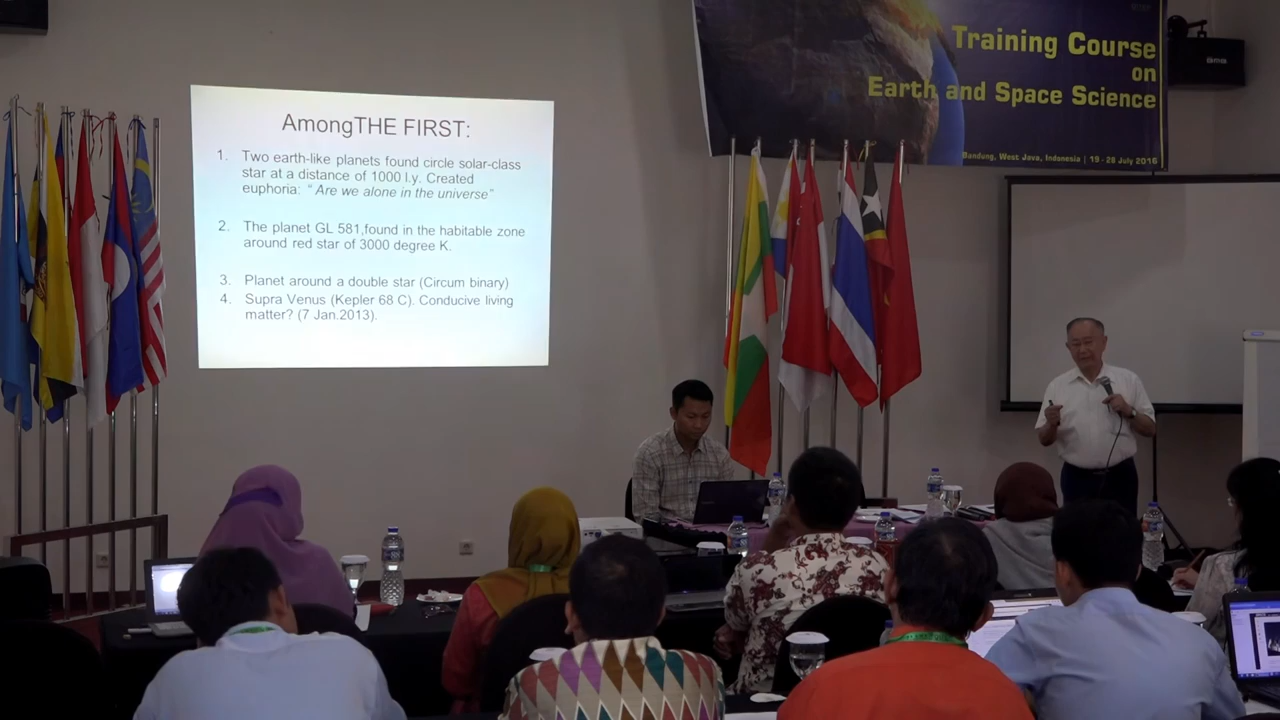 AmongTHE FIRST:
1. Two earth-like planets found circle solar-class
star at a distance of 1000 l.y. Created
euphoria: “Are we alone in the universe”
2. The planet GL 581,found in the habitable zone
around red star of 3000 degree K.
3. Planet around a double star (Circum binary)
4. Supra Venus (Kepler 68 C). Conducive living
matter? (7 Jan.2013).
Training Course
on
Earth and Space Science
Bandung, West Java, Indonesia | 19 - 26 July 2016